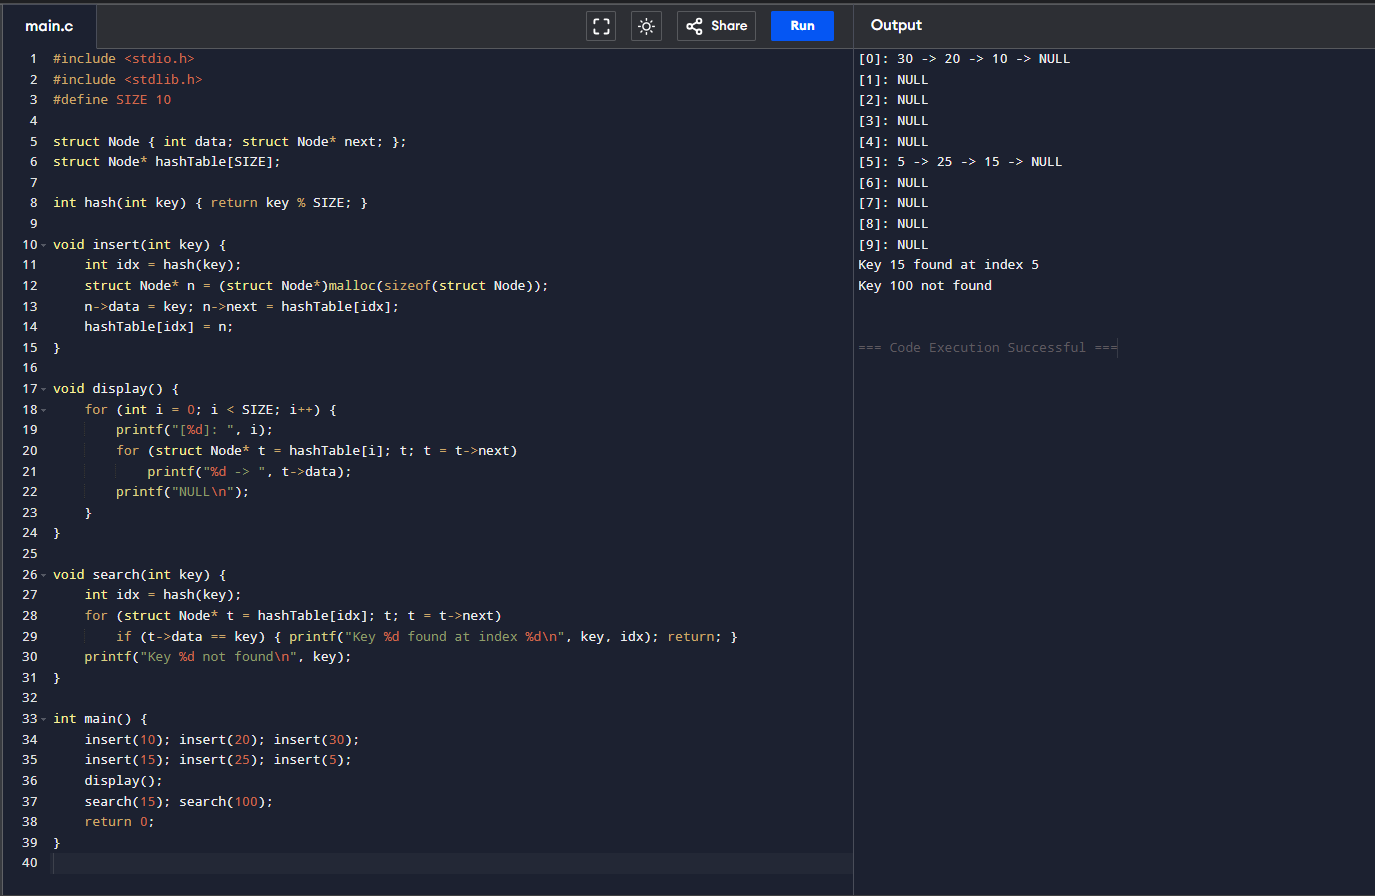 main.c
Share
Run
Output
1 #include <stdio.h>
2 #include <stdlib.h>
3 #define SIZE 10
4
5 struct Node { int data; struct Node* next; };
6 struct Node* hashTable[SIZE];
7
8 int hash(int key) { return key % SIZE; }
9
10 void insert(int key) {
11     int idx = hash(key);
12     struct Node* n = (struct Node*)malloc(sizeof(struct Node));
13     n->data = key; n->next = hashTable[idx];
14     hashTable[idx] = n;
15 }
16
17 void display() {
18     for (int i = 0; i < SIZE; i++) {
19         printf("[%d]: ", i);
20         for (struct Node* t = hashTable[i]; t; t = t->next)
21             printf("%d -> ", t->data);
22         printf("NULL\n");
23     }
24 }
25
26 void search(int key) {
27     int idx = hash(key);
28     for (struct Node* t = hashTable[idx]; t; t = t->next)
29         if (t->data == key) { printf("Key %d found at index %d\n", key, idx); return; }
30     printf("Key %d not found\n", key);
31 }
32
33 int main() {
34     insert(10); insert(20); insert(30);
35     insert(15); insert(25); insert(5);
36     display();
37     search(15); search(100);
38     return 0;
39 }
40
[0]: 30 -> 20 -> 10 -> NULL
[1]: NULL
[2]: NULL
[3]: NULL
[4]: NULL
[5]: 5 -> 25 -> 15 -> NULL
[6]: NULL
[7]: NULL
[8]: NULL
[9]: NULL
Key 15 found at index 5
Key 100 not found
=== Code Execution Successful ===